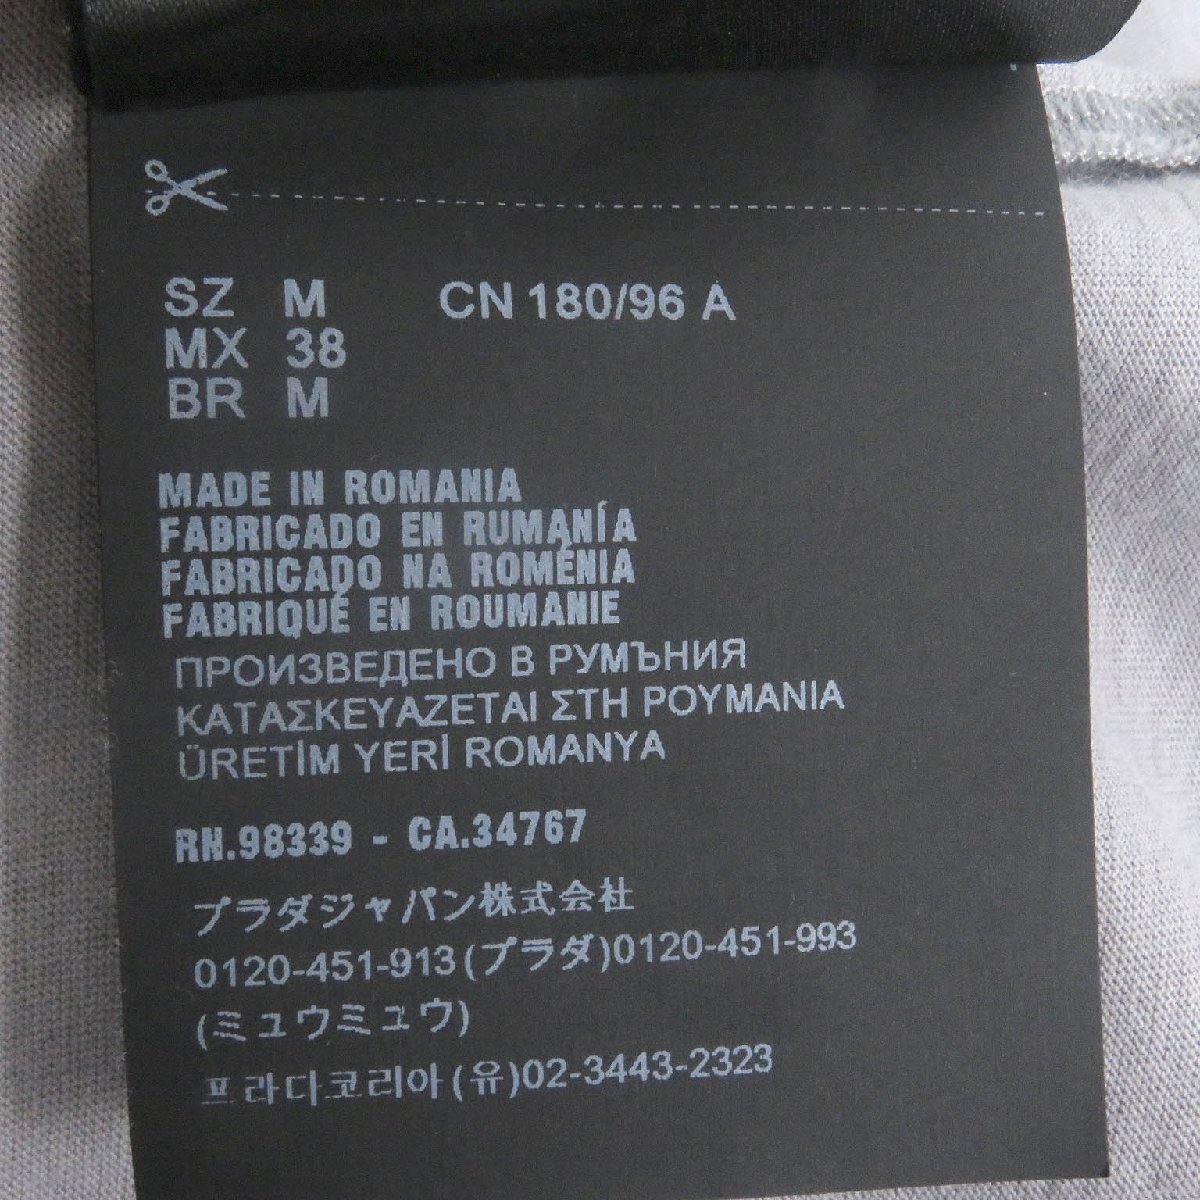 SZ M CN 180/96 A
MX 38
BR M
MADE IN ROMANIA
FABRICADO EN RUMANÍA
FABRICADO NA ROMÊNIA
FABRIQUÉ EN ROUMANIE
ПРОИЗВЕДЕНО В РУМЪНИЯ
ΚΑΤΑΣΚΕΥΑΖΕΤΑΙ ΣΤΗ ΡΟΥΜΑΝΙΑ
ÜRETİM YERİ ROMANYA
RN.98339 - CA.34767
プラダジャパン株式会社
0120-451-913(プラダ)0120-451-993
(ミュウミュウ)
프라다코리아(유)02-3443-2323